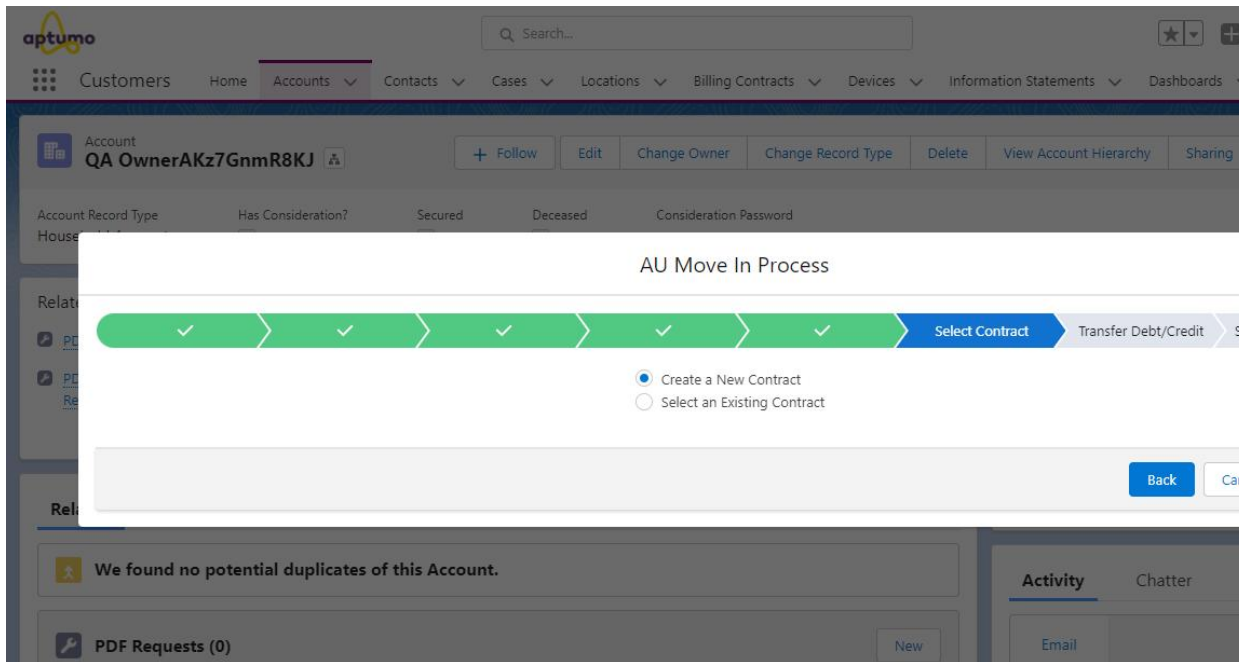 aptumo
Search...
Customers Home Accounts Contacts Cases Locations Billing Contracts Devices Information Statements Dashboards
Account
QA OwnerAKz7GnmR8KJ
+ Follow Edit Change Owner Change Record Type Delete View Account Hierarchy Sharing
Account Record Type Has Consideration? Secured Deceased Consideration Password
AU Move In Process
Select Contract Transfer Debt/Credit
Create a New Contract
Select an Existing Contract
Back
We found no potential duplicates of this Account.
Activity Chatter
PDF Requests (0) New
Email